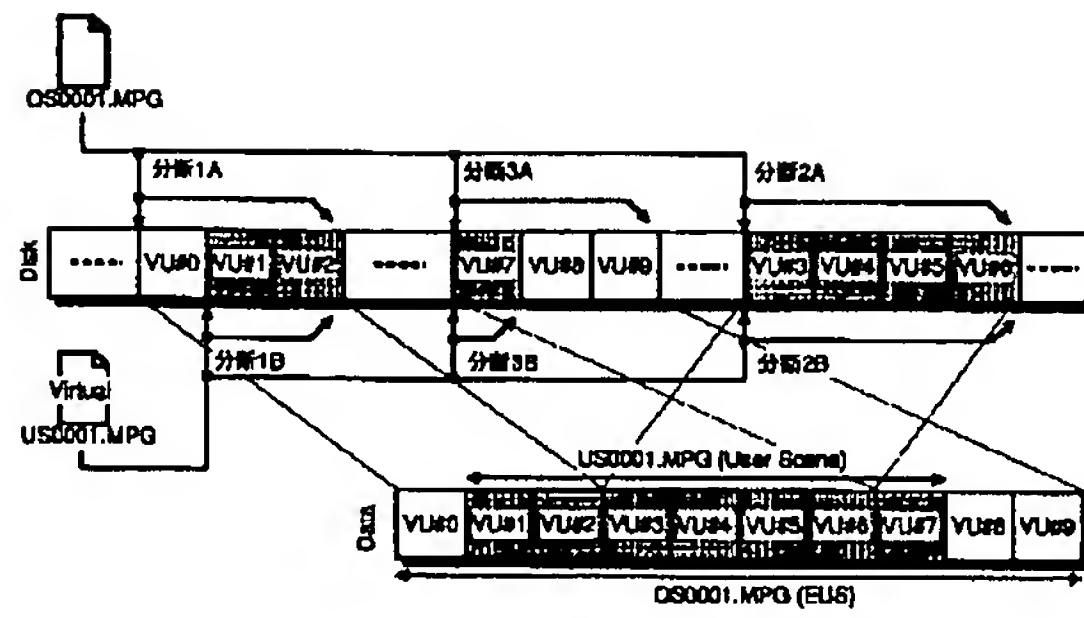 OS0001.MPG
分断1A
分断3A
分断2A
Disk
VU#0
VU#1
VU#2
VU#7
VU#8
VU#9
VU#3
VU#4
VU#5
VU#6
分断1B
分断3B
分断2B
Virtual
US0001.MPG
US0001.MPG (User Scene)
Data
VU#0
VU#1
VU#2
VU#3
VU#4
VU#5
VU#6
VU#7
VU#8
VU#9
DS0001.MPG (EUS)